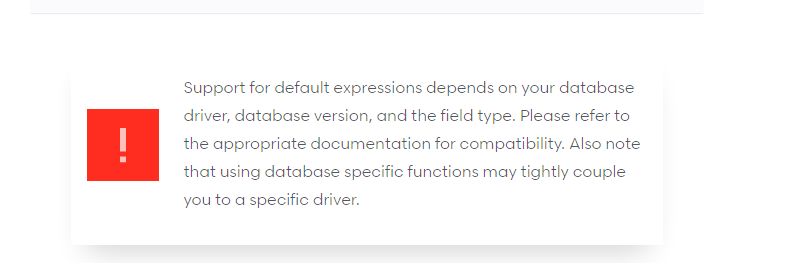 Support for default expressions depends on your database
driver, database version, and the field type. Please refer to
the appropriate documentation for compatibility. Also note
that using database specific functions may tightly couple
you to a specific driver.